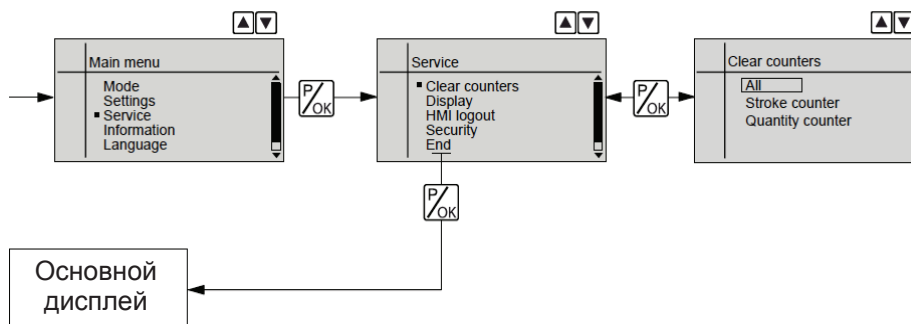 Main menu
Mode
Settings
Service
Information
Language
P/OK
Service
Clear counters
Display
HMI logout
Security
End
P/OK
Clear counters
All
Stroke counter
Quantity counter
P/OK
Основной
дисплей